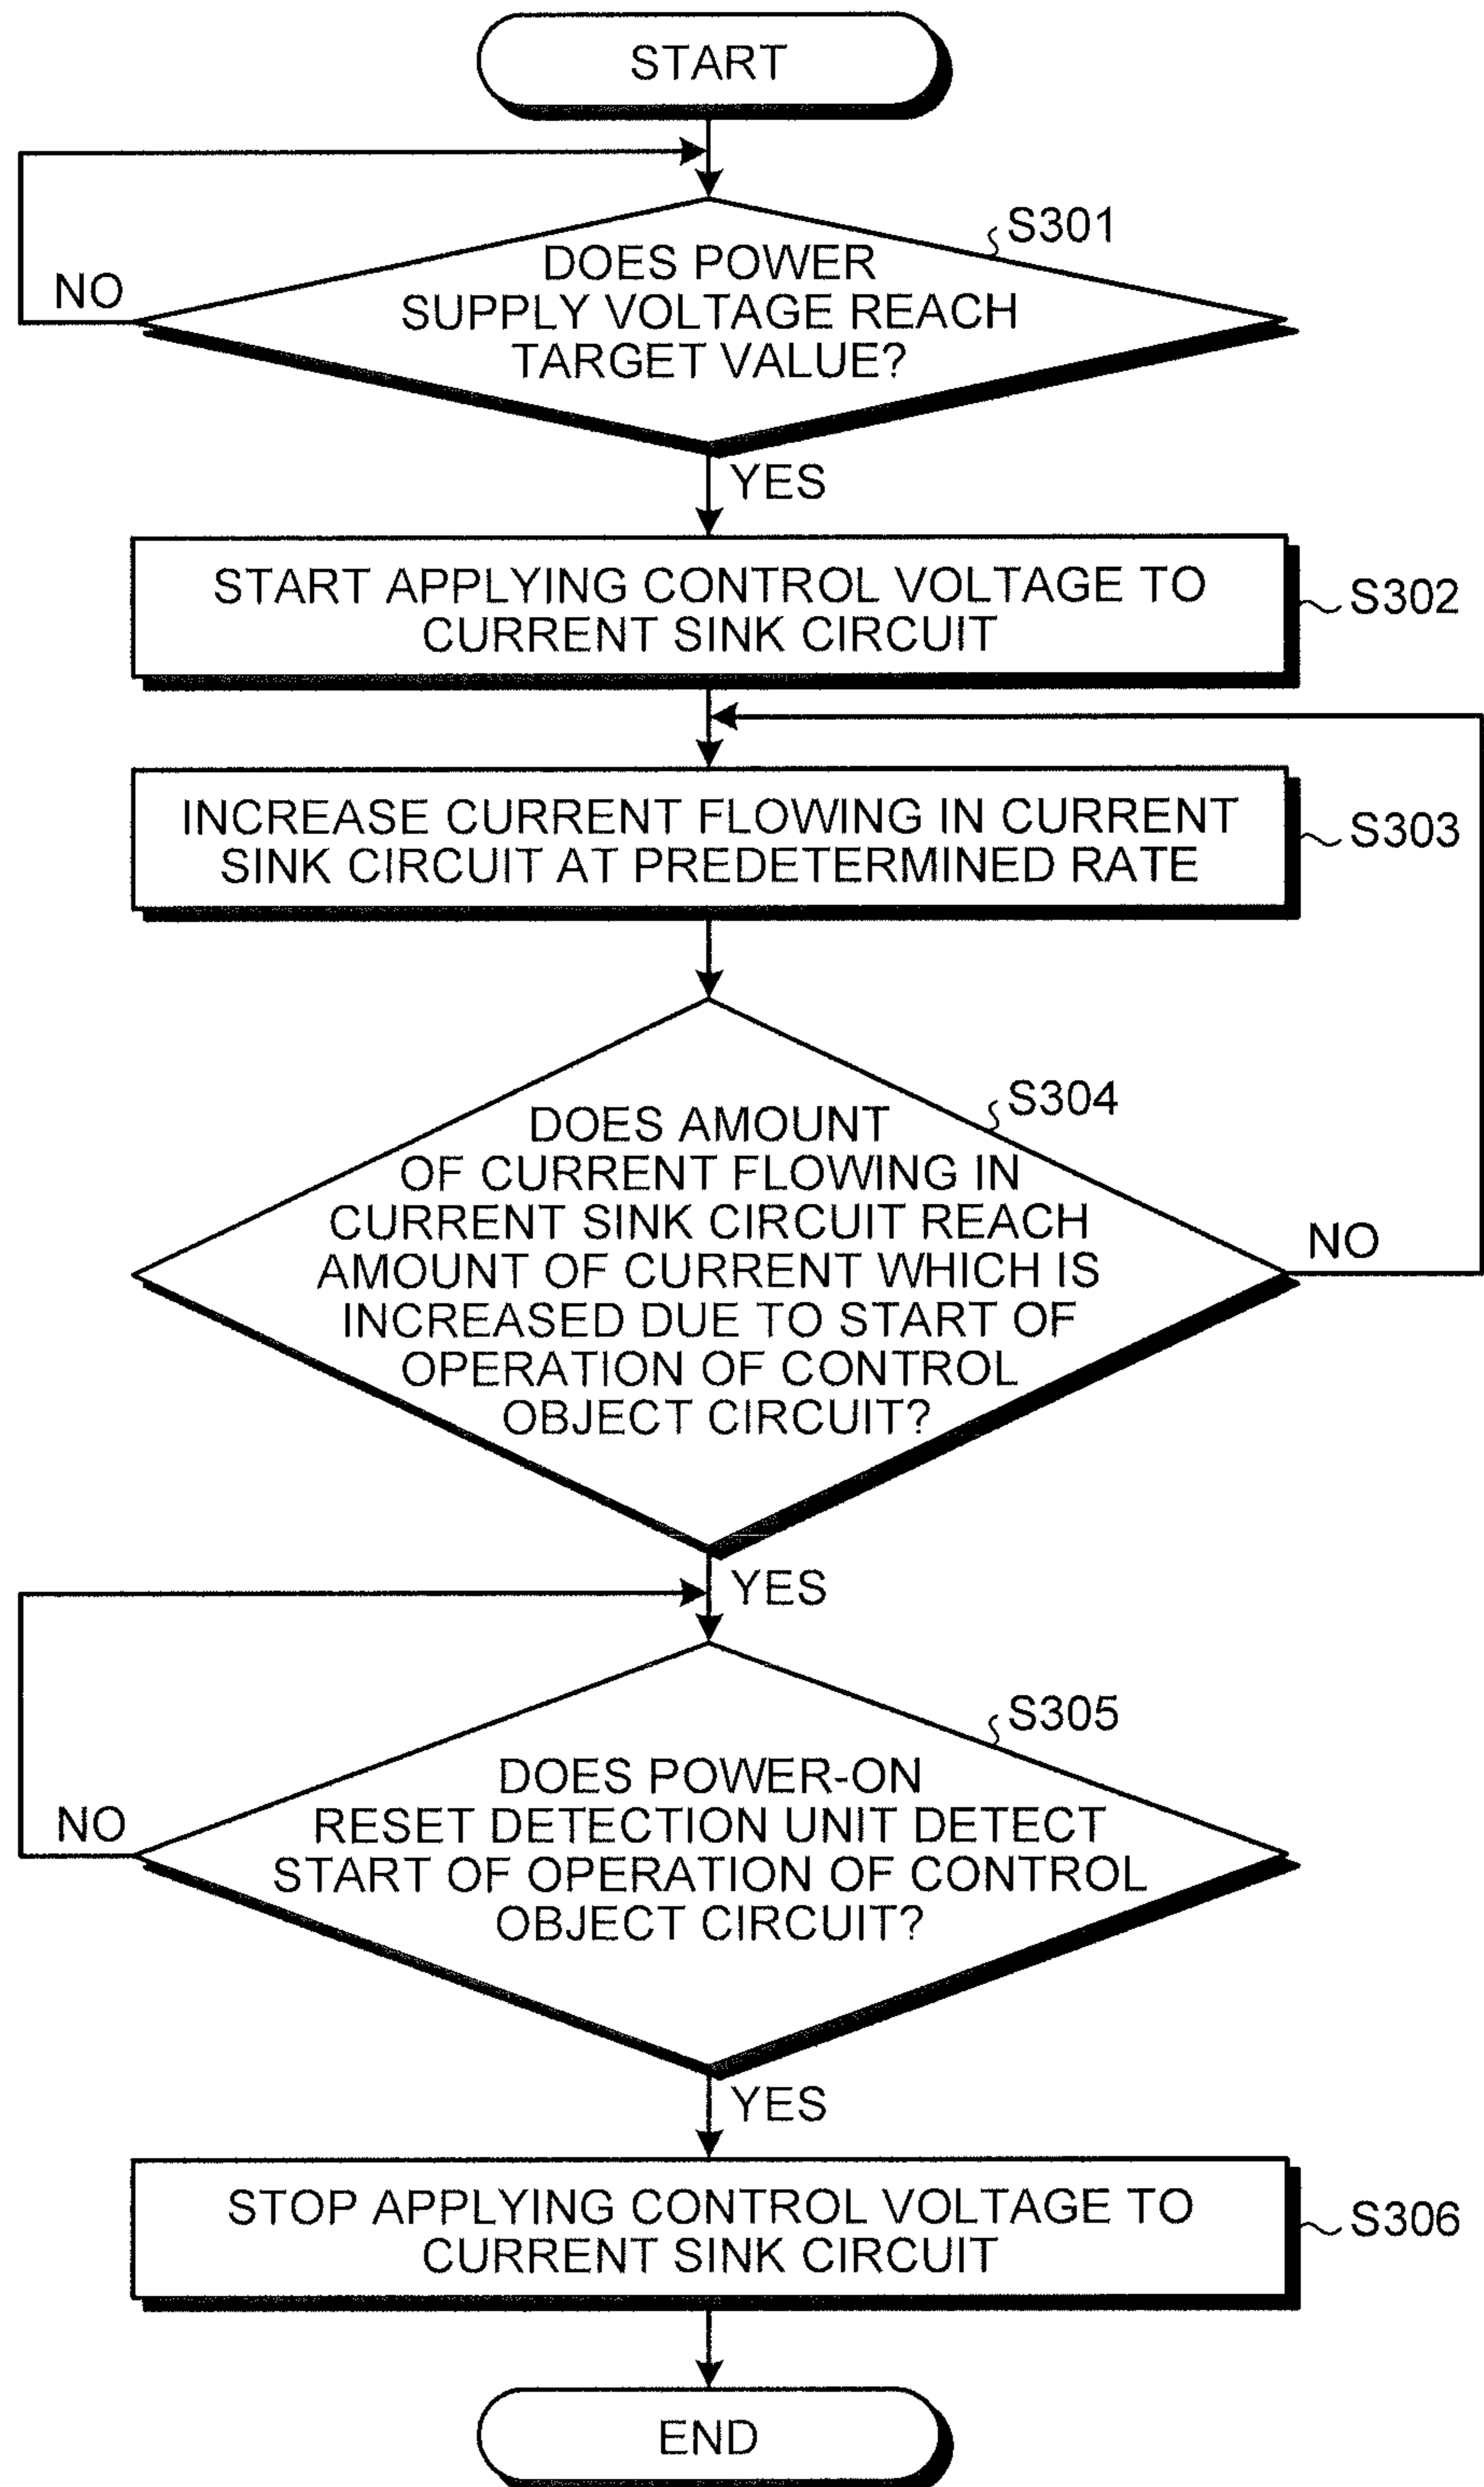 START
S301
DOES POWER
SUPPLY VOLTAGE REACH
TARGET VALUE?
NO
YES
START APPLYING CONTROL VOLTAGE TO
CURRENT SINK CIRCUIT
S302
INCREASE CURRENT FLOWING IN CURRENT
SINK CIRCUIT AT PREDETERMINED RATE
S303
S304
DOES AMOUNT
OF CURRENT FLOWING IN
CURRENT SINK CIRCUIT REACH
AMOUNT OF CURRENT WHICH IS
INCREASED DUE TO START OF
OPERATION OF CONTROL
OBJECT CIRCUIT?
NO
YES
S305
DOES POWER-ON
RESET DETECTION UNIT DETECT
START OF OPERATION OF CONTROL
OBJECT CIRCUIT?
NO
YES
STOP APPLYING CONTROL VOLTAGE TO
CURRENT SINK CIRCUIT
S306
END